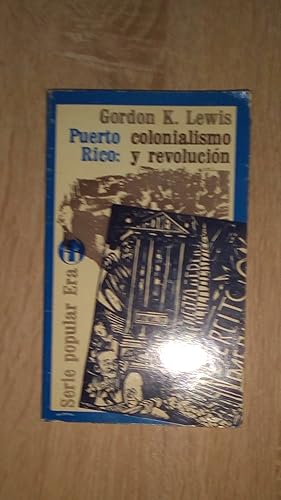 Gordon K. Lewis
Puerto colonialismo
Rico: y revolución
Serie popular Era